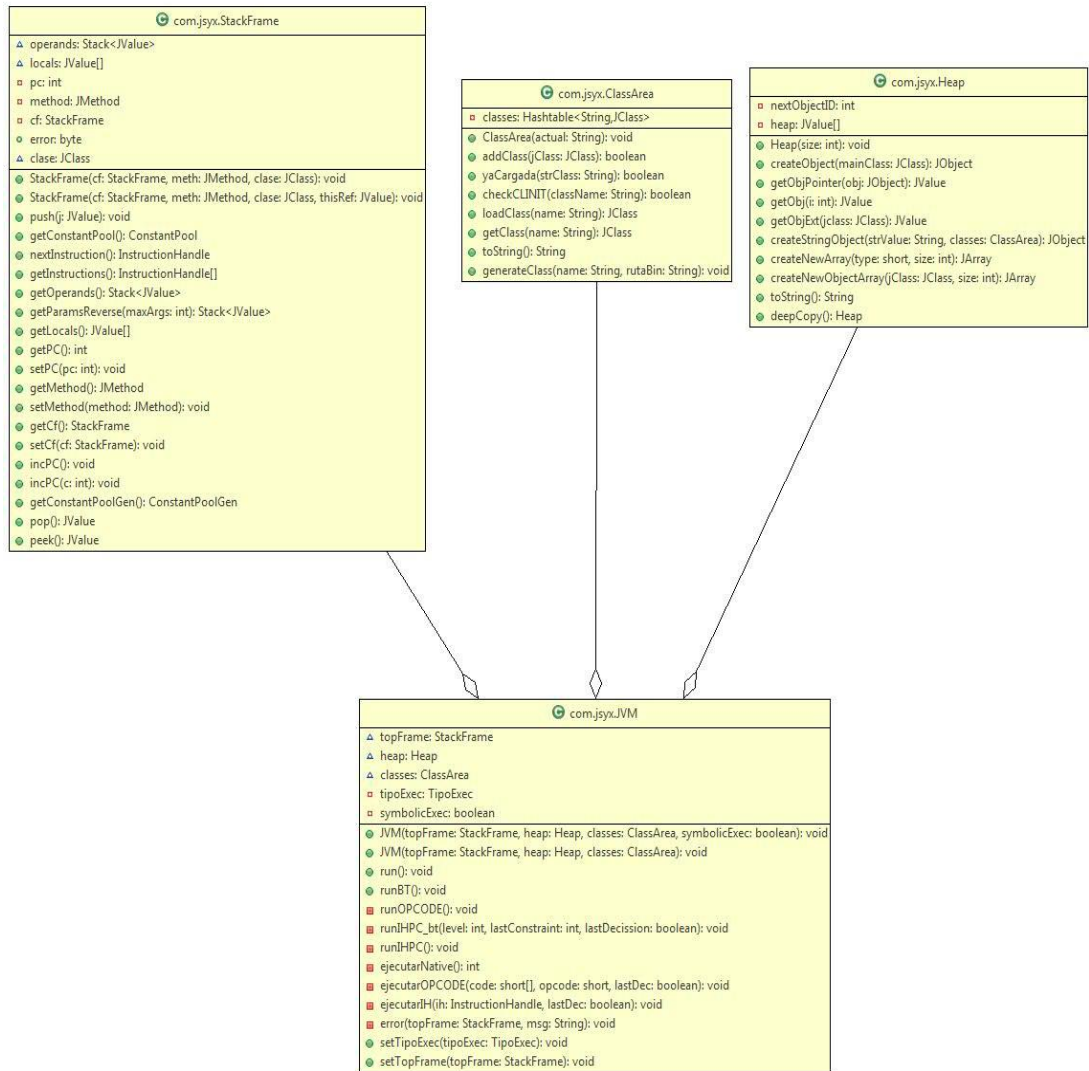 com.jsyx.StackFrame
operands: Stack<JValue>
locals: JValue[]
pc: int
method: JMethod
cf: StackFrame
error: byte
clase: JClass
StackFrame(cf: StackFrame, meth: JMethod, clase: JClass): void
StackFrame(cf: StackFrame, meth: JMethod, clase: JClass, thisRef: JValue): void
push(j: JValue): void
getConstantPool(): ConstantPool
nextInstruction(): InstructionHandle
getInstructions(): InstructionHandle[]
getOperands(): Stack<JValue>
getParamsReverse(maxArgs: int): Stack<JValue>
getLocals(): JValue[]
getPC(): int
setPC(pc: int): void
getMethod(): JMethod
setMethod(method: JMethod): void
getCf(): StackFrame
setCf(cf: StackFrame): void
incPC(): void
incPC(c: int): void
getConstantPoolGen(): ConstantPoolGen
pop(): JValue
peek(): JValue
com.jsyx.ClassArea
classes: Hashtable<String,JClass>
ClassArea(actual: String): void
addClass(jClass: JClass): boolean
yaCargada(strClass: String): boolean
checkCLINIT(className: String): boolean
loadClass(name: String): JClass
getClass(name: String): JClass
toString(): String
generateClass(name: String, rutaBin: String): void
com.jsyx.Heap
nextObjectID: int
heap: JValue[]
Heap(size: int): void
createObject(mainClass: JClass): JObject
getObjPointer(obj: JObject): JValue
getObj(i: int): JValue
getObjExt(jclass: JClass): JValue
createStringObject(strValue: String, classes: ClassArea): JObject
createNewArray(type: short, size: int): JArray
createNewObjectArray(jClass: JClass, size: int): JArray
toString(): String
deepCopy(): Heap
com.jsyx.JVM
topFrame: StackFrame
heap: Heap
classes: ClassArea
tipoExec: TipoExec
symbolicExec: boolean
JVM(topFrame: StackFrame, heap: Heap, classes: ClassArea, symbolicExec: boolean): void
JVM(topFrame: StackFrame, heap: Heap, classes: ClassArea): void
run(): void
runBT(): void
runOPCODE(): void
runIHPC_bt(level: int, lastConstraint: int, lastDecission: boolean): void
runIHPC(): void
ejecutarNative(): int
ejecutarOPCODE(code: short[], opcode: short, lastDec: boolean): void
ejecutarIH(ih: InstructionHandle, lastDec: boolean): void
error(topFrame: StackFrame, msg: String): void
setTipoExec(tipoExec: TipoExec): void
setTopFrame(topFrame: StackFrame): void